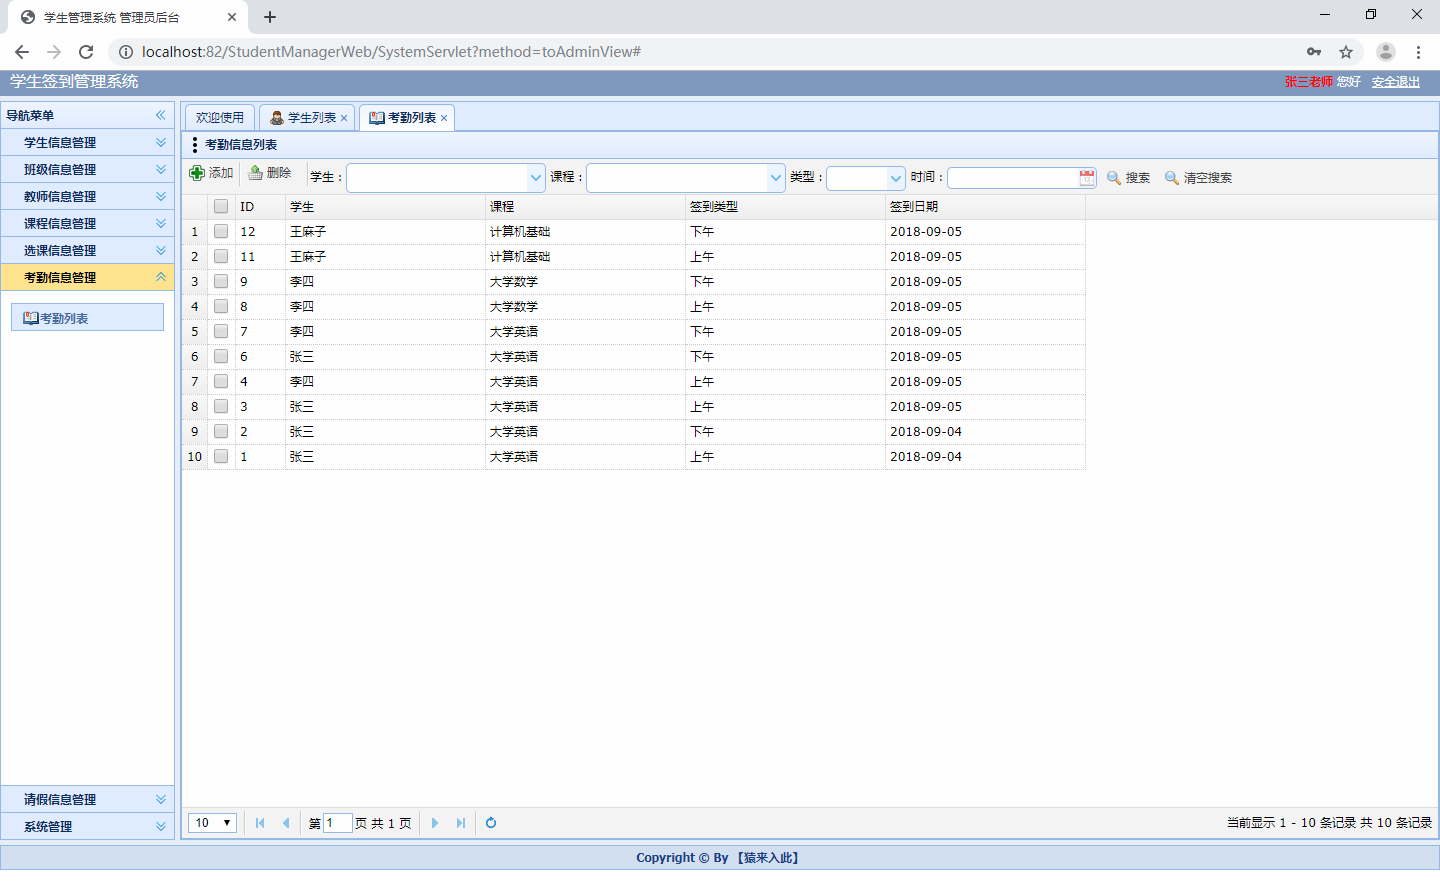 学生管理系统 管理员后台
localhost:82/StudentManagerWeb/SystemServlet?method=toAdminView#
学生签到管理系统
张三老师 您好 安全退出
导航菜单
学生信息管理
班级信息管理
教师信息管理
课程信息管理
选课信息管理
考勤信息管理
考勤列表
请假信息管理
系统管理
欢迎使用 学生列表 考勤列表
考勤信息列表
添加 删除 学生： 课程： 类型： 时间： 搜索 清空搜索
ID 学生 课程 签到类型 签到日期
1 12 王麻子 计算机基础 下午 2018-09-05
2 11 王麻子 计算机基础 上午 2018-09-05
3 9 李四 大学数学 下午 2018-09-05
4 8 李四 大学数学 上午 2018-09-05
5 7 李四 大学英语 下午 2018-09-05
6 6 张三 大学英语 下午 2018-09-05
7 4 李四 大学英语 上午 2018-09-05
8 3 张三 大学英语 上午 2018-09-05
9 2 张三 大学英语 下午 2018-09-04
10 1 张三 大学英语 上午 2018-09-04
10 第 1 页 共 1 页 当前显示 1 - 10 条记录 共 10 条记录
Copyright © By 【猿来入此】